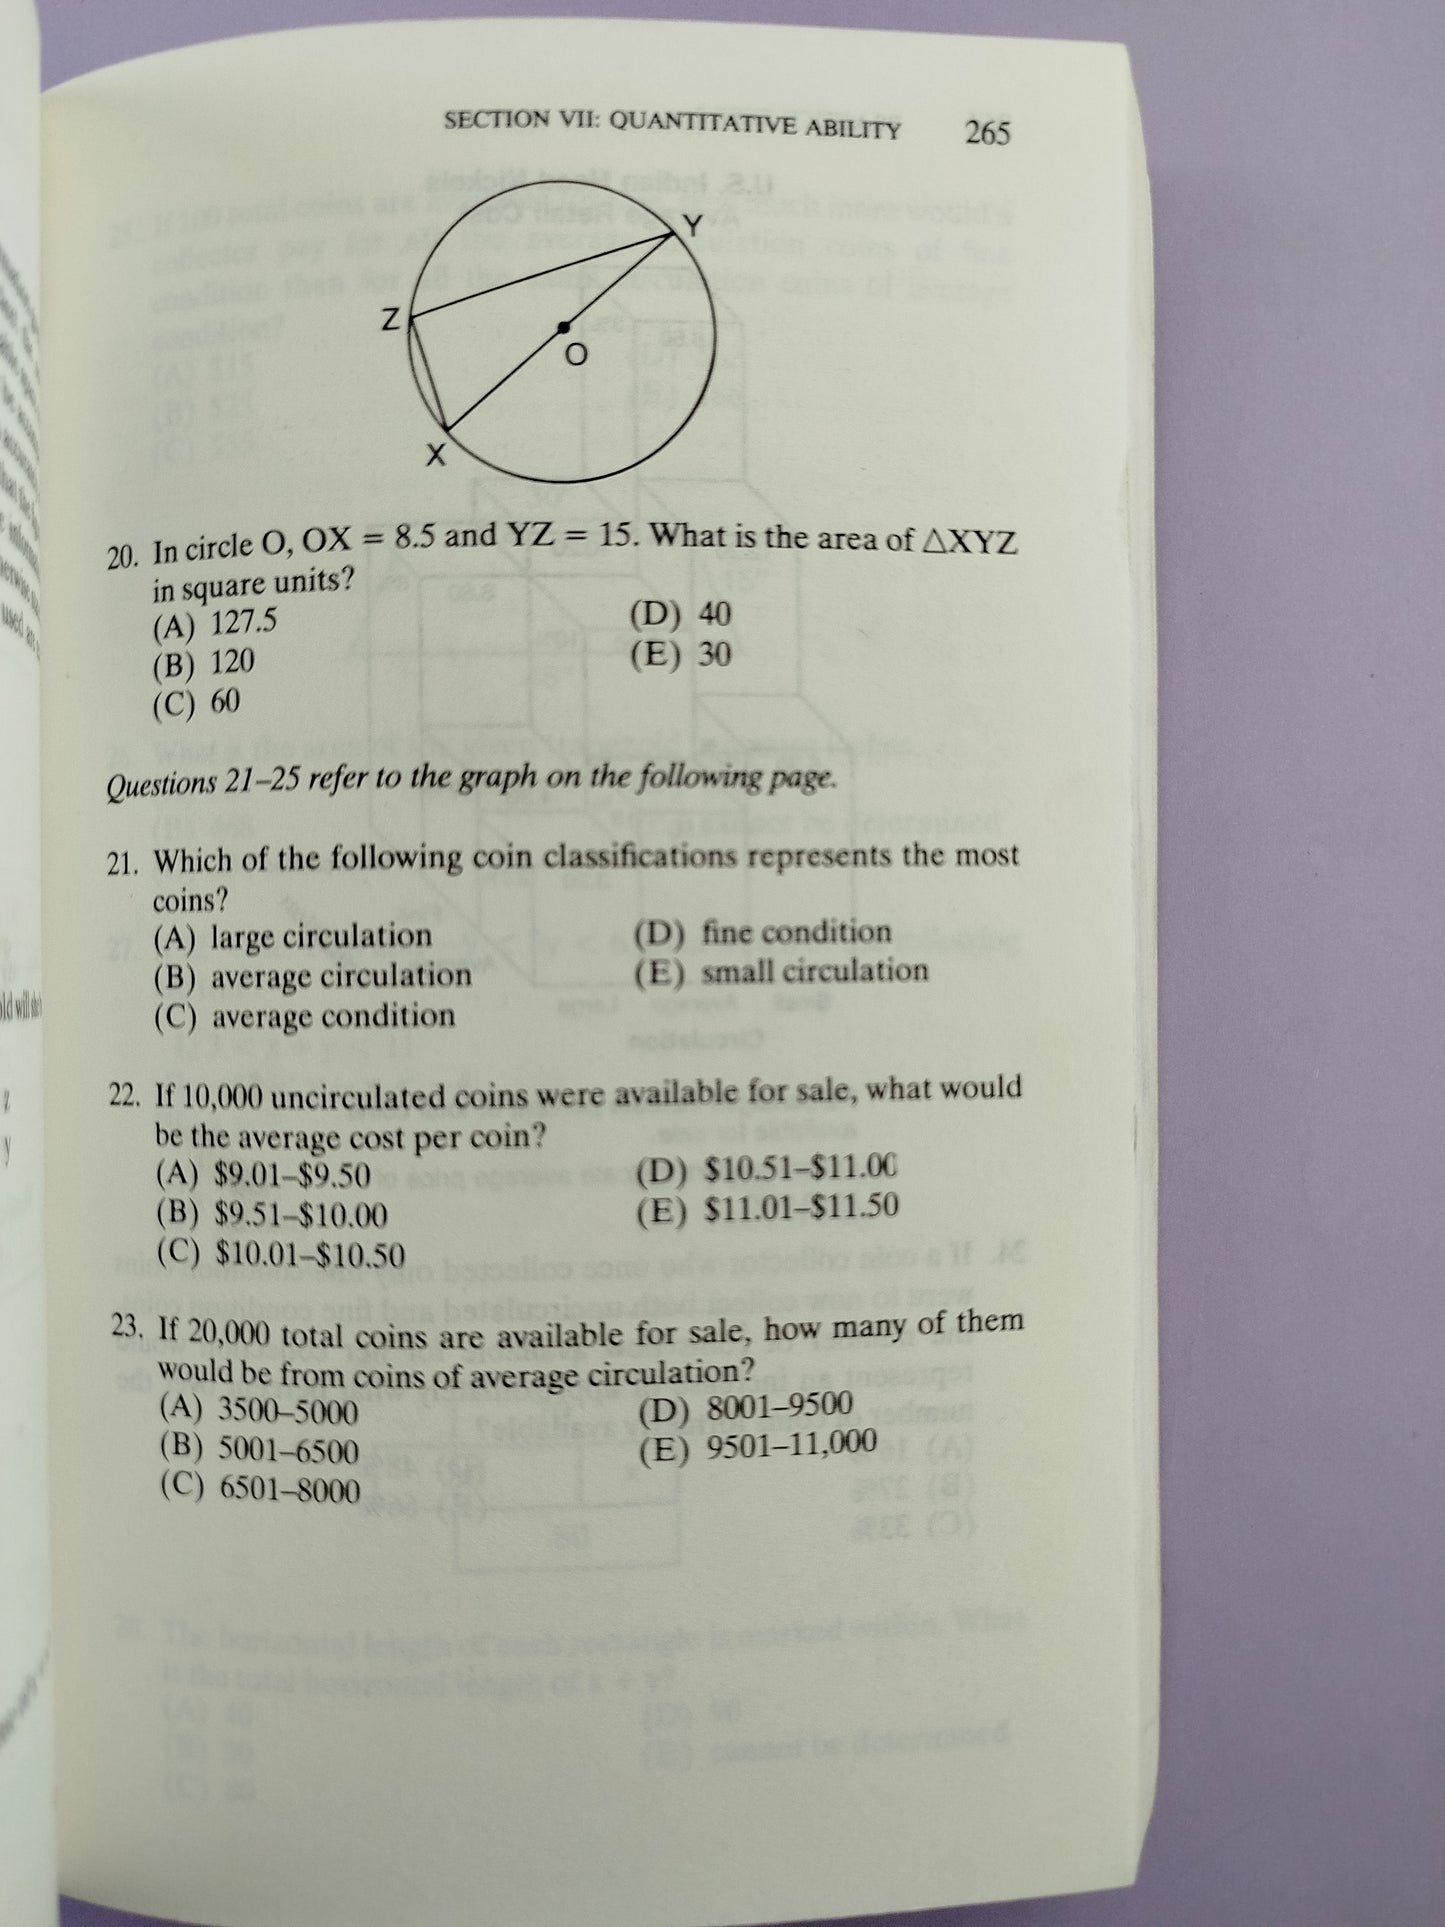 SECTION VII: QUANTITATIVE ABILITY 265
Y
Z
O
X
20. In circle O, OX = 8.5 and YZ = 15. What is the area of △XYZ
in square units?
(A) 127.5 (D) 40
(B) 120 (E) 30
(C) 60
Questions 21–25 refer to the graph on the following page.
21. Which of the following coin classifications represents the most
coins?
(A) large circulation (D) fine condition
(B) average circulation (E) small circulation
(C) average condition
22. If 10,000 uncirculated coins were available for sale, what would
be the average cost per coin?
(A) $9.01–$9.50 (D) $10.51–$11.00
(B) $9.51–$10.00 (E) $11.01–$11.50
(C) $10.01–$10.50
23. If 20,000 total coins are available for sale, how many of them
would be from coins of average circulation?
(A) 3500–5000 (D) 8001–9500
(B) 5001–6500 (E) 9501–11,000
(C) 6501–8000